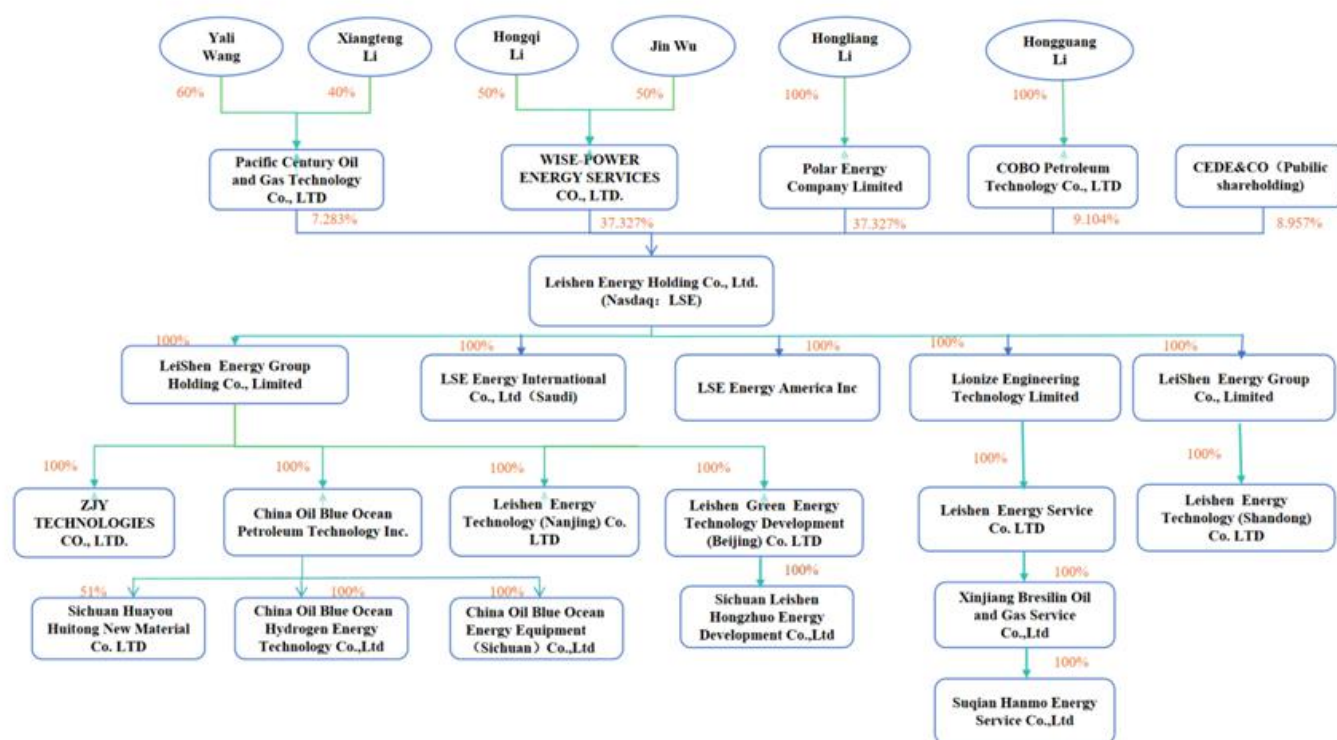 Yali
Wang
Xiangteng
Li
Hongqi
Li
Jin Wu
Hongliang
Li
Hongguang
Li
60%
40%
50%
50%
100%
100%
Pacific Century Oil
and Gas Technology
Co., LTD
WISE-POWER
ENERGY SERVICES
CO., LTD.
Polar Energy
Company Limited
COBO Petroleum
Technology Co., LTD
CEDE&CO（Pubilic
shareholding)
7.283%
37.327%
37.327%
9.104%
8.957%
Leishen Energy Holding Co., Ltd.
(Nasdaq：LSE)
100%
100%
100%
100%
100%
LeiShen Energy Group
Holding Co., Limited
LSE Energy International
Co., Ltd（Saudi)
LSE Energy America Inc
Lionize Engineering
Technology Limited
LeiShen Energy Group
Co., Limited
100%
100%
100%
100%
100%
100%
ZJY
TECHNOLOGIES
CO., LTD.
China Oil Blue Ocean
Petroleum Technology Inc.
Leishen Energy
Technology (Nanjing) Co.
LTD
Leishen Green Energy
Technology Development
(Beijing) Co. LTD
Leishen Energy Service
Co. LTD
Leishen Energy
Technology (Shandong)
Co. LTD
51%
100%
100%
100%
100%
Sichuan Huayou
Huitong New Material
Co. LTD
China Oil Blue Ocean
Hydrogen Energy
Technology Co.,Ltd
China Oil Blue Ocean
Energy Equipment
（Sichuan）Co.,Ltd
Sichuan Leishen
Hongzhuo Energy
Development Co.,Ltd
Xinjiang Bresilin Oil
and Gas Service
Co.,Ltd
100%
Suqian Hanmo Energy
Service Co.,Ltd